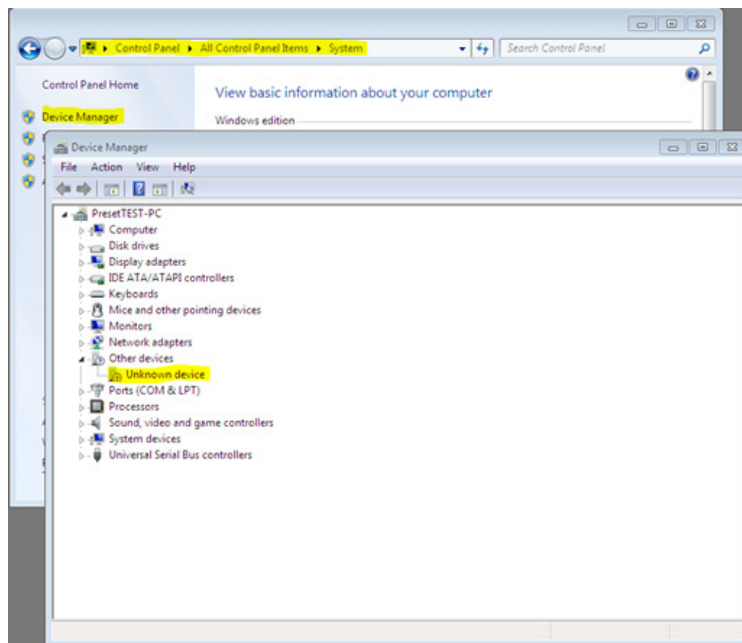 Control Panel ▸ All Control Panel Items ▸ System
Search Control Panel
Control Panel Home
View basic information about your computer
Device Manager
Windows edition
Device Manager
File Action View Help
PresetTEST-PC
Computer
Disk drives
Display adapters
IDE ATA/ATAPI controllers
Keyboards
Mice and other pointing devices
Monitors
Network adapters
Other devices
Unknown device
Ports (COM & LPT)
Processors
Sound, video and game controllers
System devices
Universal Serial Bus controllers